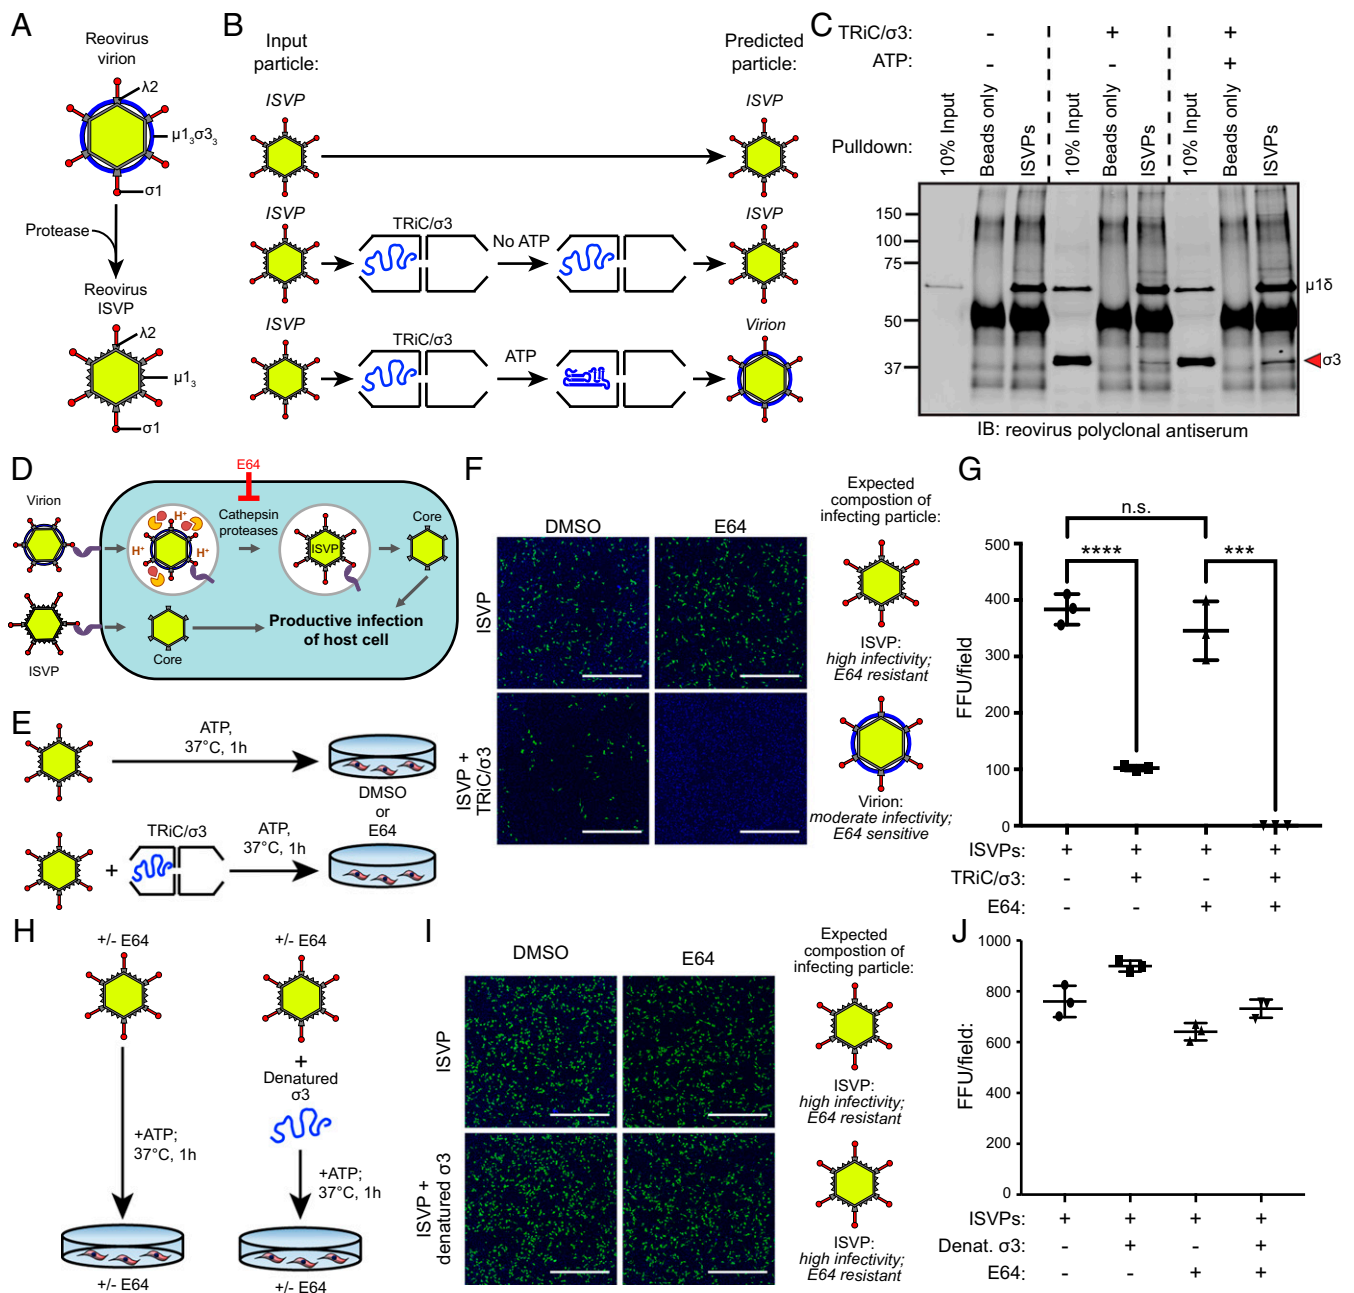 A
Reovirus
virion
λ2
μ1₃σ3₃
σ1
Protease
Reovirus
ISVP
λ2
μ1₃
σ1
B
Input
particle:
Predicted
particle:
ISVP
ISVP
ISVP
TRiC/σ3
No ATP
ISVP
ISVP
TRiC/σ3
ATP
Virion
C
TRiC/σ3: - + +
ATP: - - +
Pulldown:
10% Input
Beads only
ISVPs
10% Input
Beads only
ISVPs
10% Input
Beads only
ISVPs
150
100
75
50
37
μ1δ
σ3
IB: reovirus polyclonal antiserum
D
E64
Virion
H⁺
H⁺
H⁺
Cathepsin
proteases
ISVP
Core
ISVP
Core
Productive infection
of host cell
E
ATP,
37°C, 1h
DMSO
or
E64
TRiC/σ3
ATP,
37°C, 1h
+
F
DMSO
E64
ISVP
ISVP +
TRiC/σ3
Expected
compostion of
infecting particle:
ISVP:
high infectivity;
E64 resistant
Virion:
moderate infectivity;
E64 sensitive
G
n.s.
****
***
FFU/field
500
400
300
200
100
0
ISVPs: + + + +
TRiC/σ3: - + - +
E64: - - + +
H
+/- E64
+/- E64
+
Denatured
σ3
+ATP;
37°C, 1h
+ATP;
37°C, 1h
+/- E64
+/- E64
I
DMSO
E64
ISVP
ISVP +
denatured σ3
Expected
compostion of
infecting particle:
ISVP:
high infectivity;
E64 resistant
ISVP:
high infectivity;
E64 resistant
J
FFU/field:
1000
800
600
400
200
0
ISVPs: + + + +
Denat. σ3: - + - +
E64: - - + +